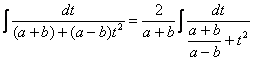 ∫ dt / ((a + b) + (a − b)t²) = 2/(a + b) ∫ dt / ((a + b)/(a − b) + t²)